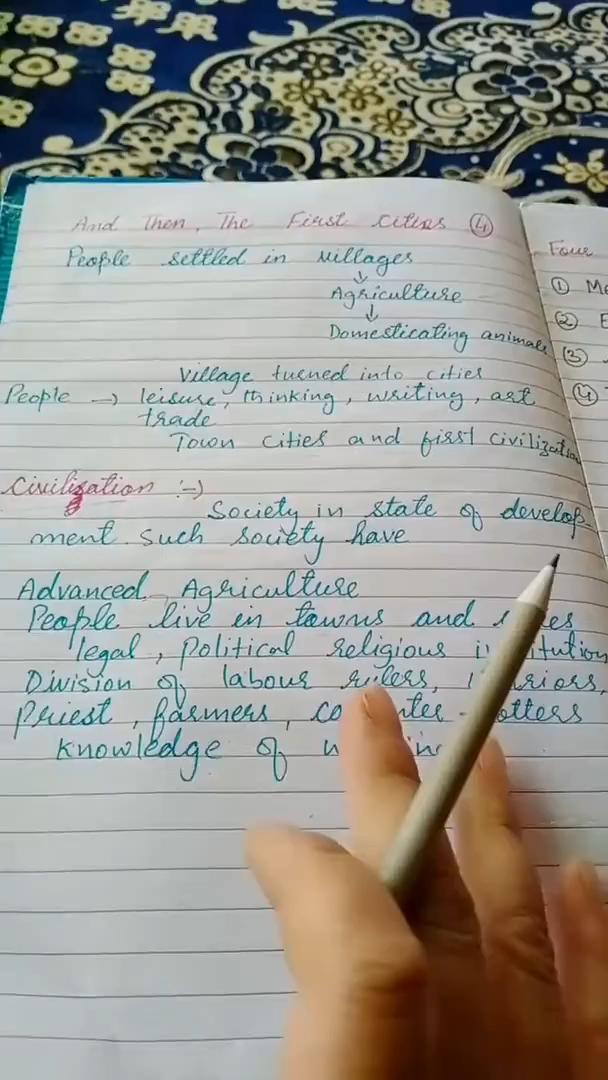 And Then, The First cities ④
People settled in villages
↓
Agriculture
↓
Domesticating animals
Village turned into cities
People → leisure, thinking, writing, art
trade
Town cities and first civilization
Civilization :-)
Society in state of develop-
ment such society have
Advanced Agriculture
People live in towns and
legal, political religious
Division of labour rulers,
Priest, farmers,
knowledge of
Four
①
②
③
④